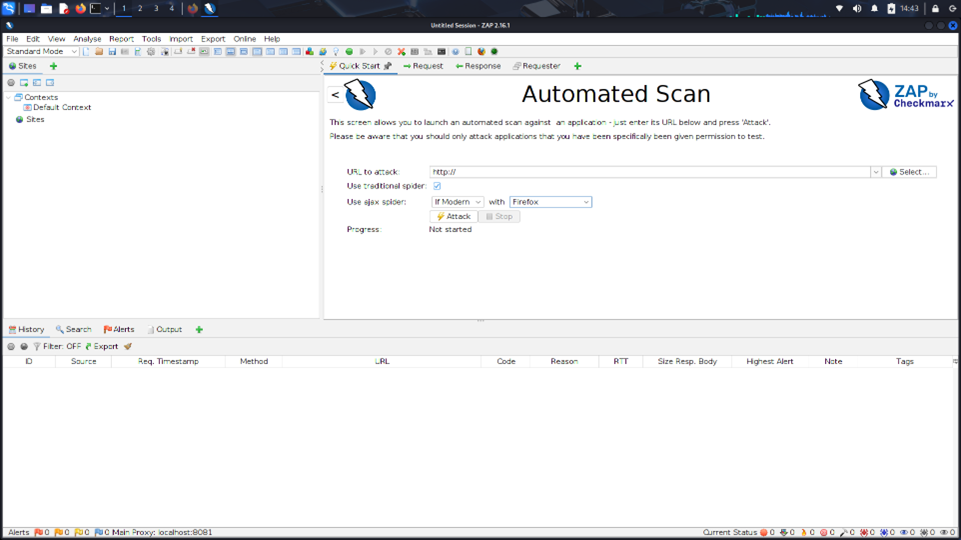 1 2 3 4 14:43
Untitled Session - ZAP 2.16.1
File Edit View Analyse Report Tools Import Export Online Help
Standard Mode
Sites
Quick Start Request Response Requester
Contexts
Default Context
Sites
< Automated Scan ZAP by Checkmarx
This screen allows you to launch an automated scan against an application - just enter its URL below and press 'Attack'.
Please be aware that you should only attack applications that you have been specifically been given permission to test.
URL to attack: http:// Select...
Use traditional spider:
Use ajax spider: If Modern with Firefox
Attack Stop
Progress: Not started
History Search Alerts Output
Filter: OFF Export
ID Source Req. Timestamp Method URL Code Reason RTT Size Resp. Body Highest Alert Note Tags
Alerts 0 0 0 0 Main Proxy: localhost:8081 Current Status 0 0 0 0 0 0 0 0 0 0